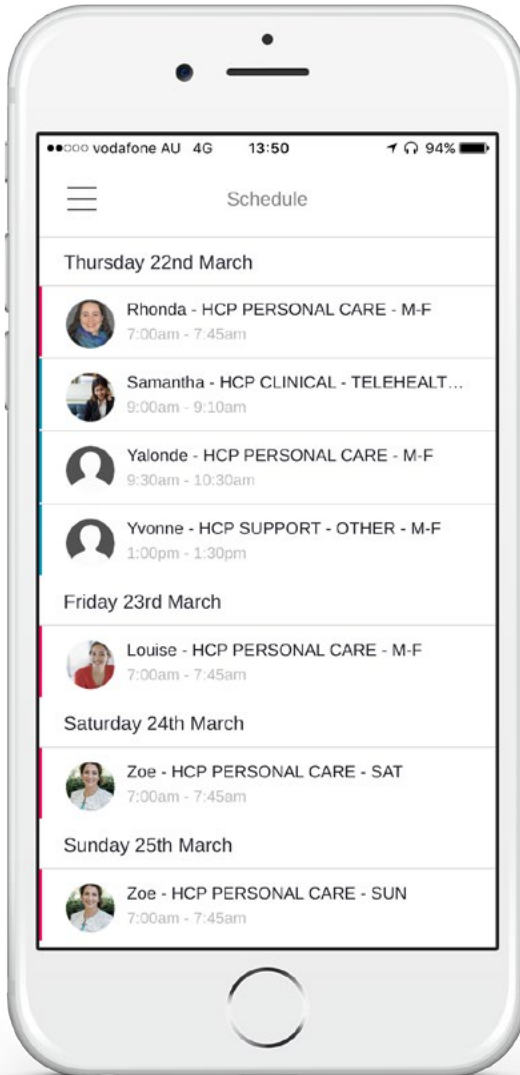 vodafone AU 4G 13:50 94%
Schedule
Thursday 22nd March
Rhonda - HCP PERSONAL CARE - M-F
7:00am - 7:45am
Samantha - HCP CLINICAL - TELEHEALT…
9:00am - 9:10am
Yalonde - HCP PERSONAL CARE - M-F
9:30am - 10:30am
Yvonne - HCP SUPPORT - OTHER - M-F
1:00pm - 1:30pm
Friday 23rd March
Louise - HCP PERSONAL CARE - M-F
7:00am - 7:45am
Saturday 24th March
Zoe - HCP PERSONAL CARE - SAT
7:00am - 7:45am
Sunday 25th March
Zoe - HCP PERSONAL CARE - SUN
7:00am - 7:45am